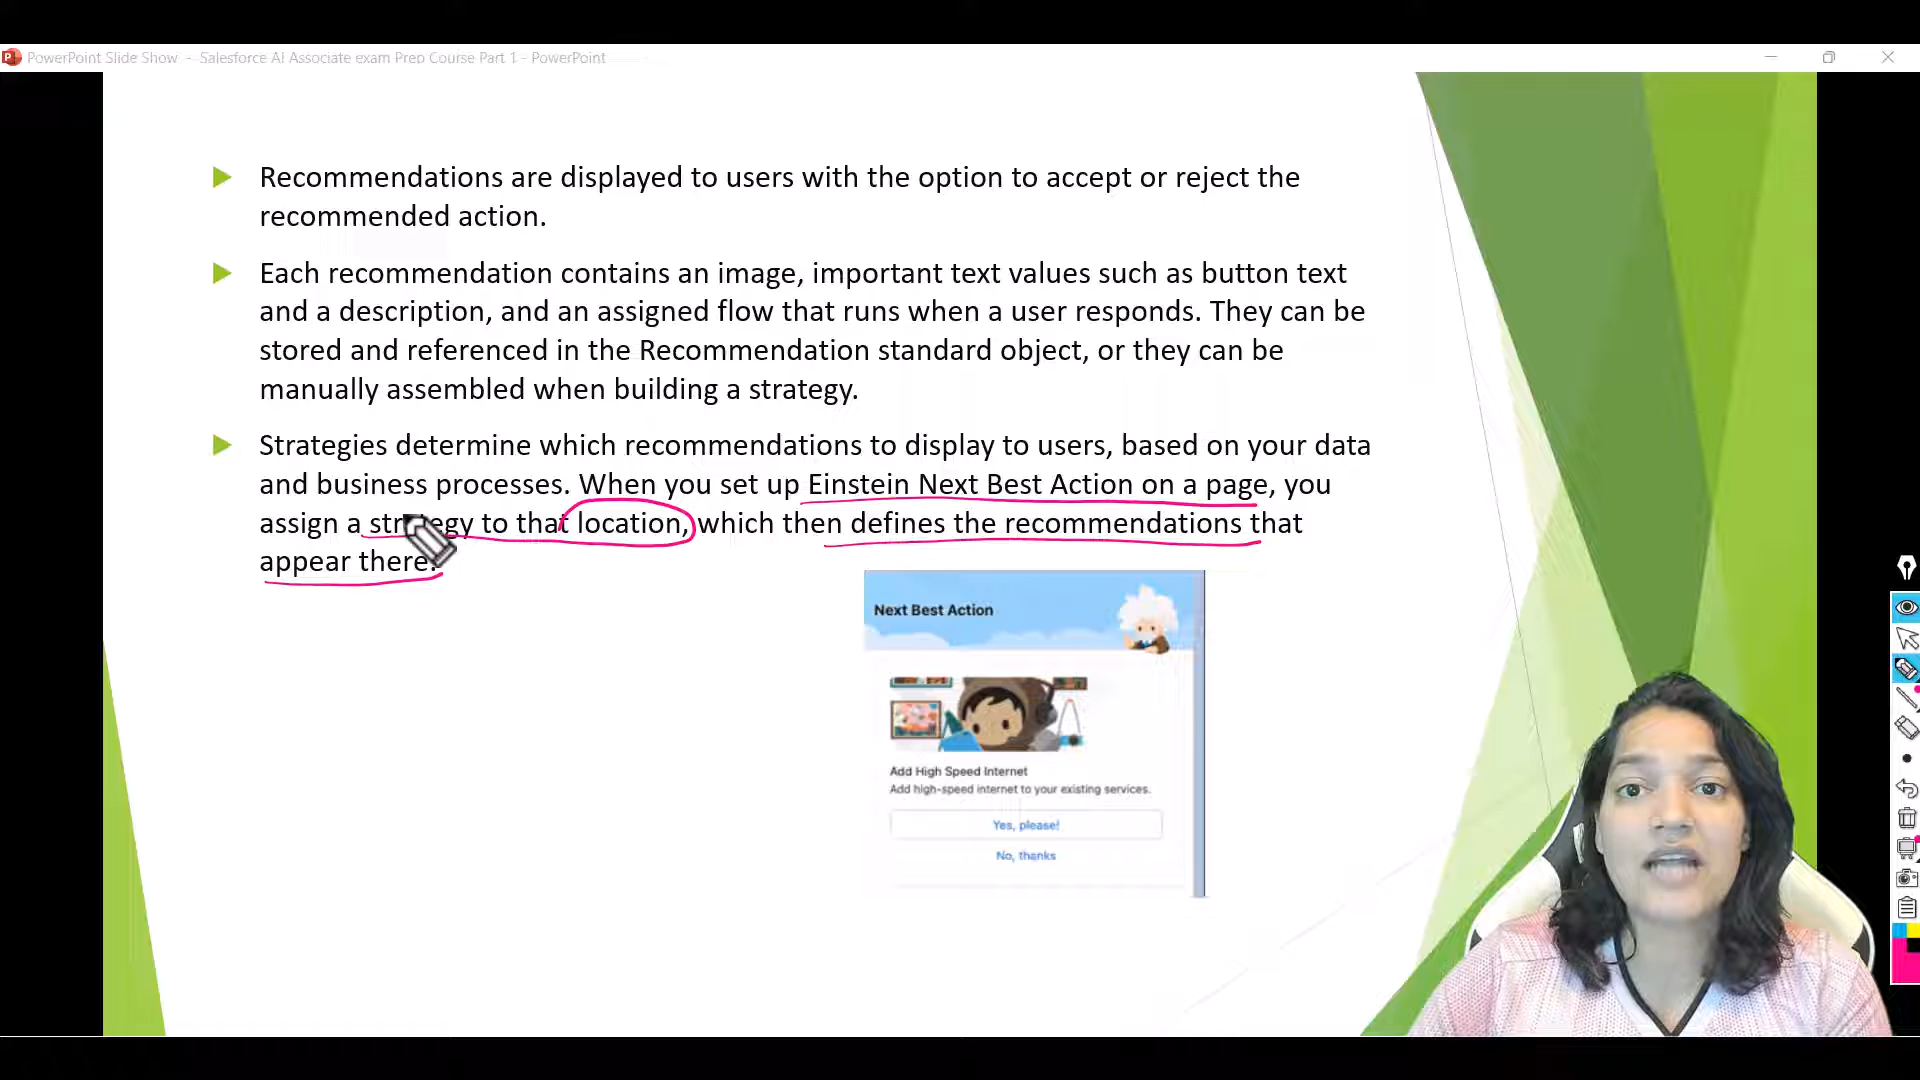 PowerPoint Slide Show - Salesforce AI Associate exam Prep Course Part 1 - PowerPoint
Recommendations are displayed to users with the option to accept or reject the
recommended action.
Each recommendation contains an image, important text values such as button text
and a description, and an assigned flow that runs when a user responds. They can be
stored and referenced in the Recommendation standard object, or they can be
manually assembled when building a strategy.
Strategies determine which recommendations to display to users, based on your data
and business processes. When you set up Einstein Next Best Action on a page, you
assign a strategy to that location, which then defines the recommendations that
appear there.
Next Best Action
Add High Speed Internet
Add high-speed internet to your existing services.
Yes, please!
No, thanks